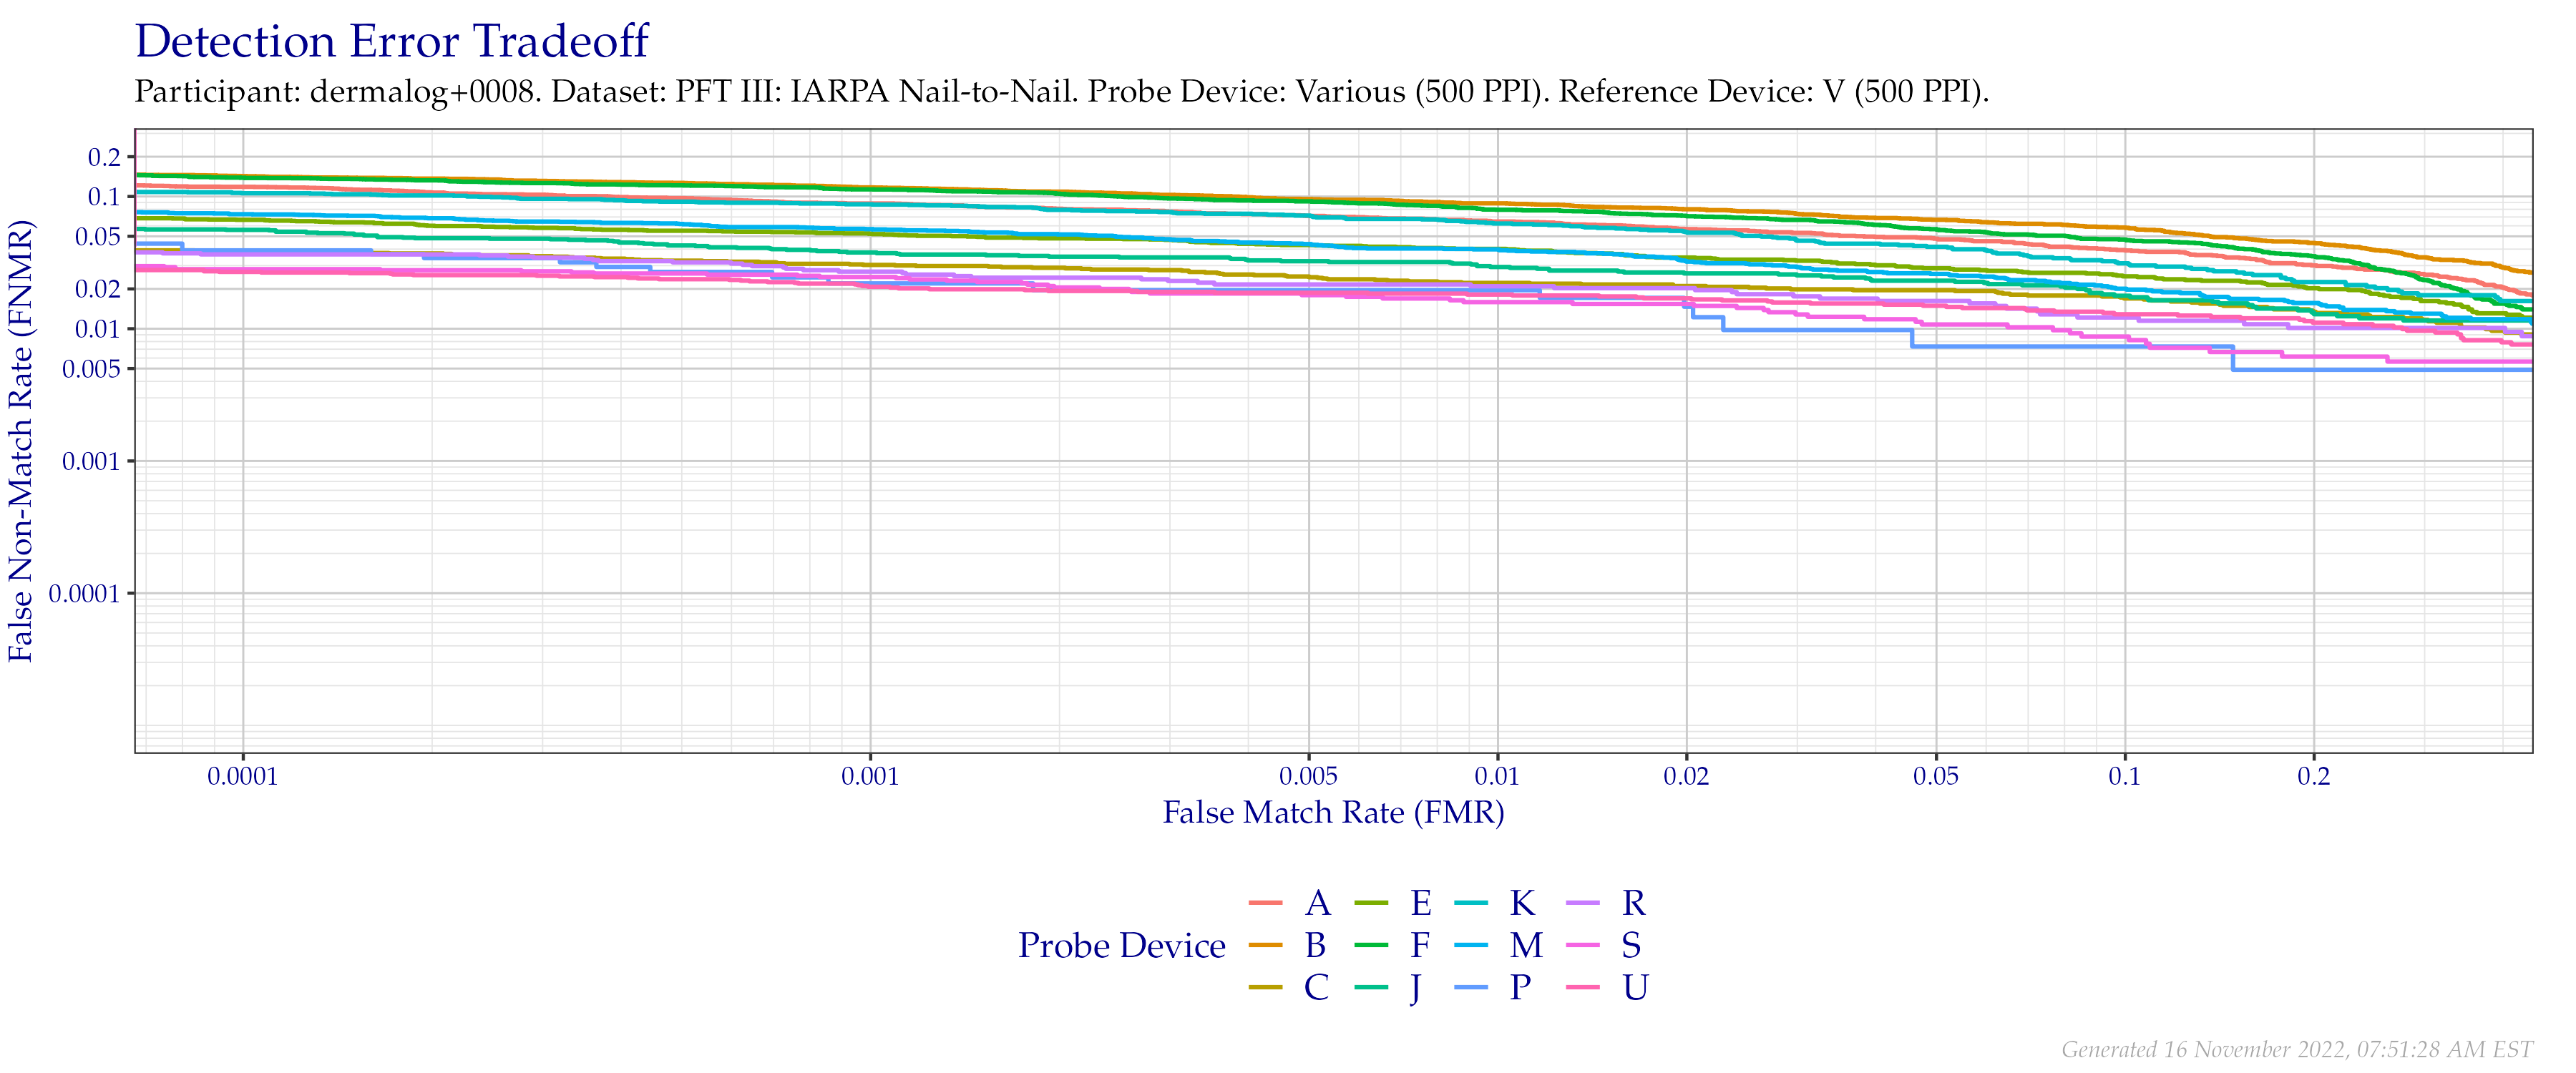 Detection Error Tradeoff
Participant: dermalog+0008. Dataset: PFT III: IARPA Nail-to-Nail. Probe Device: Various (500 PPI). Reference Device: V (500 PPI).
False Non-Match Rate (FNMR)
0.2
0.1
0.05
0.02
0.01
0.005
0.001
0.0001
0.0001 0.001 0.005 0.01 0.02 0.05 0.1 0.2
False Match Rate (FMR)
Probe Device
A E K R
B F M S
C J P U
Generated 16 November 2022, 07:51:28 AM EST